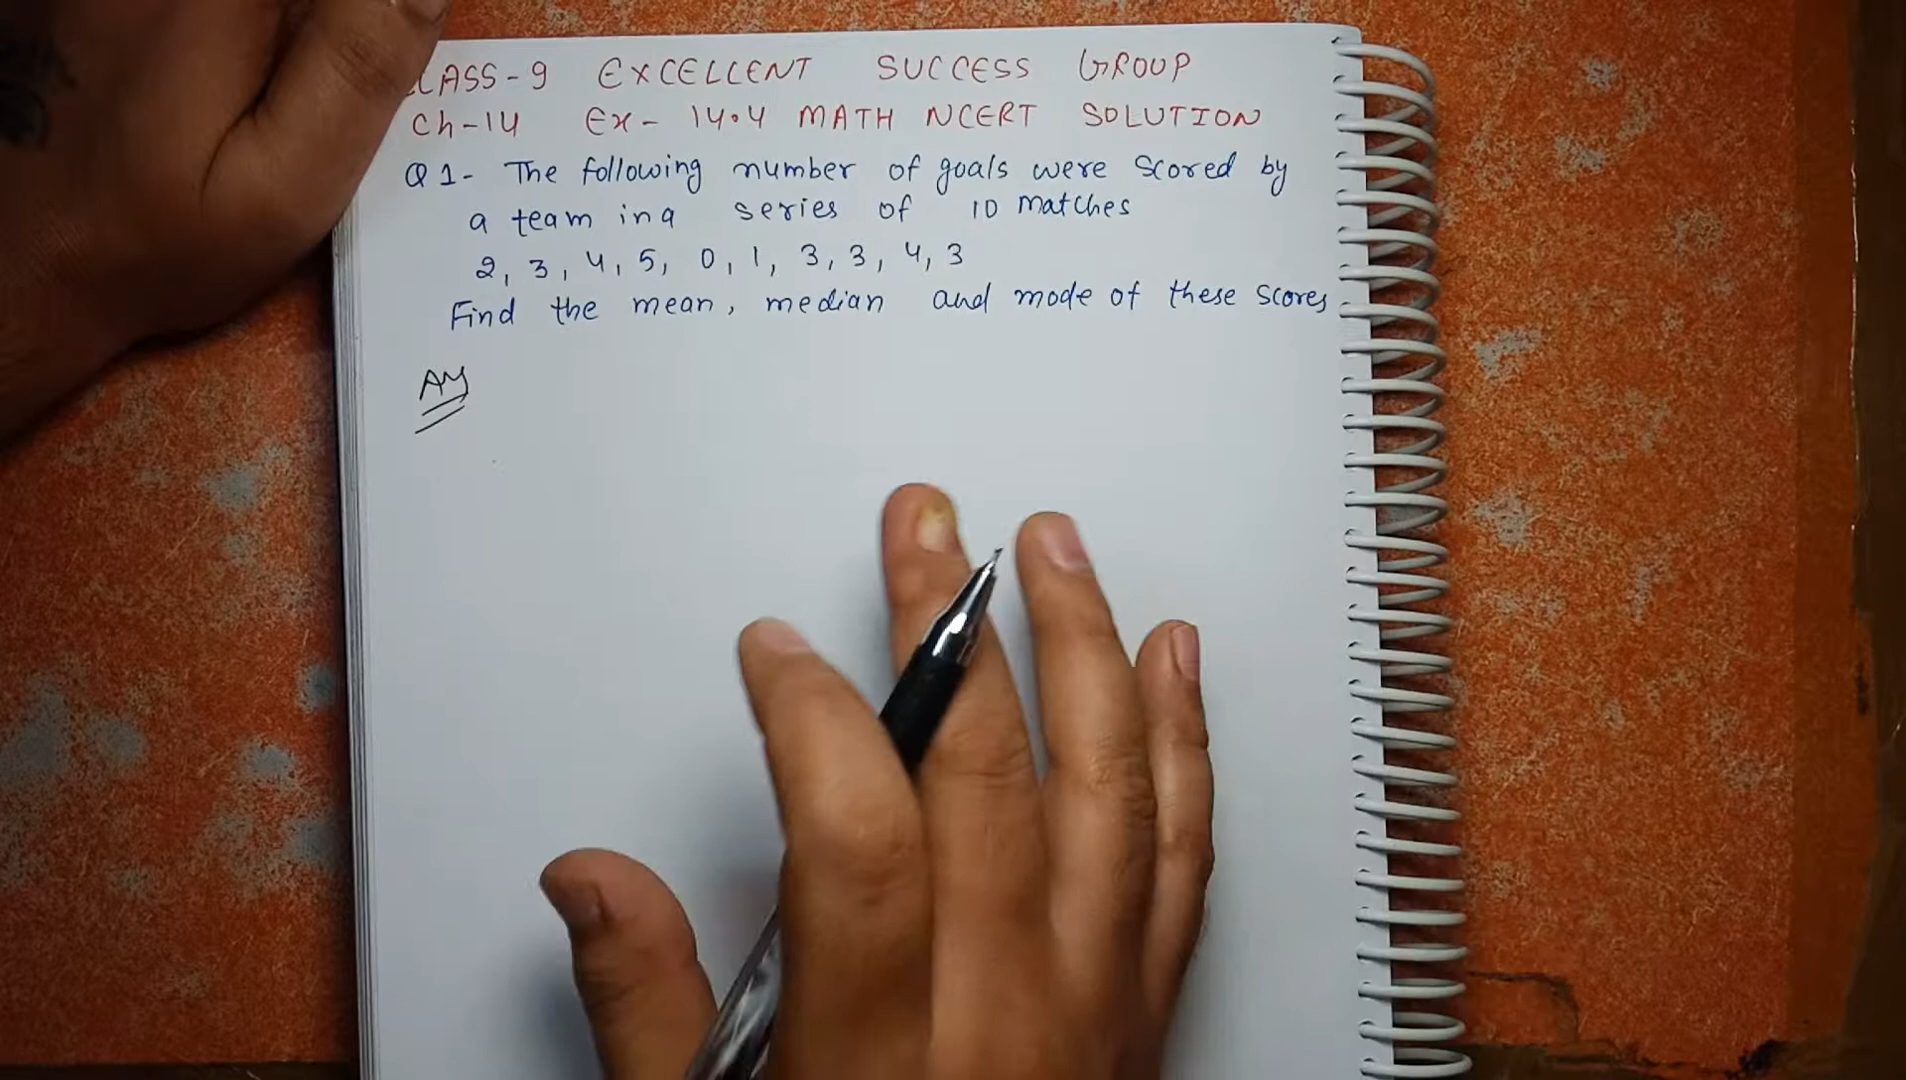 CLASS-9 EXCELLENT SUCCESS GROUP
Ch-14 Ex- 14.4 MATH NCERT SOLUTION
Q1- The following number of goals were scored by
a team in a series of 10 matches
2, 3, 4, 5, 0, 1, 3, 3, 4, 3
Find the mean, median and mode of these scores
Ans